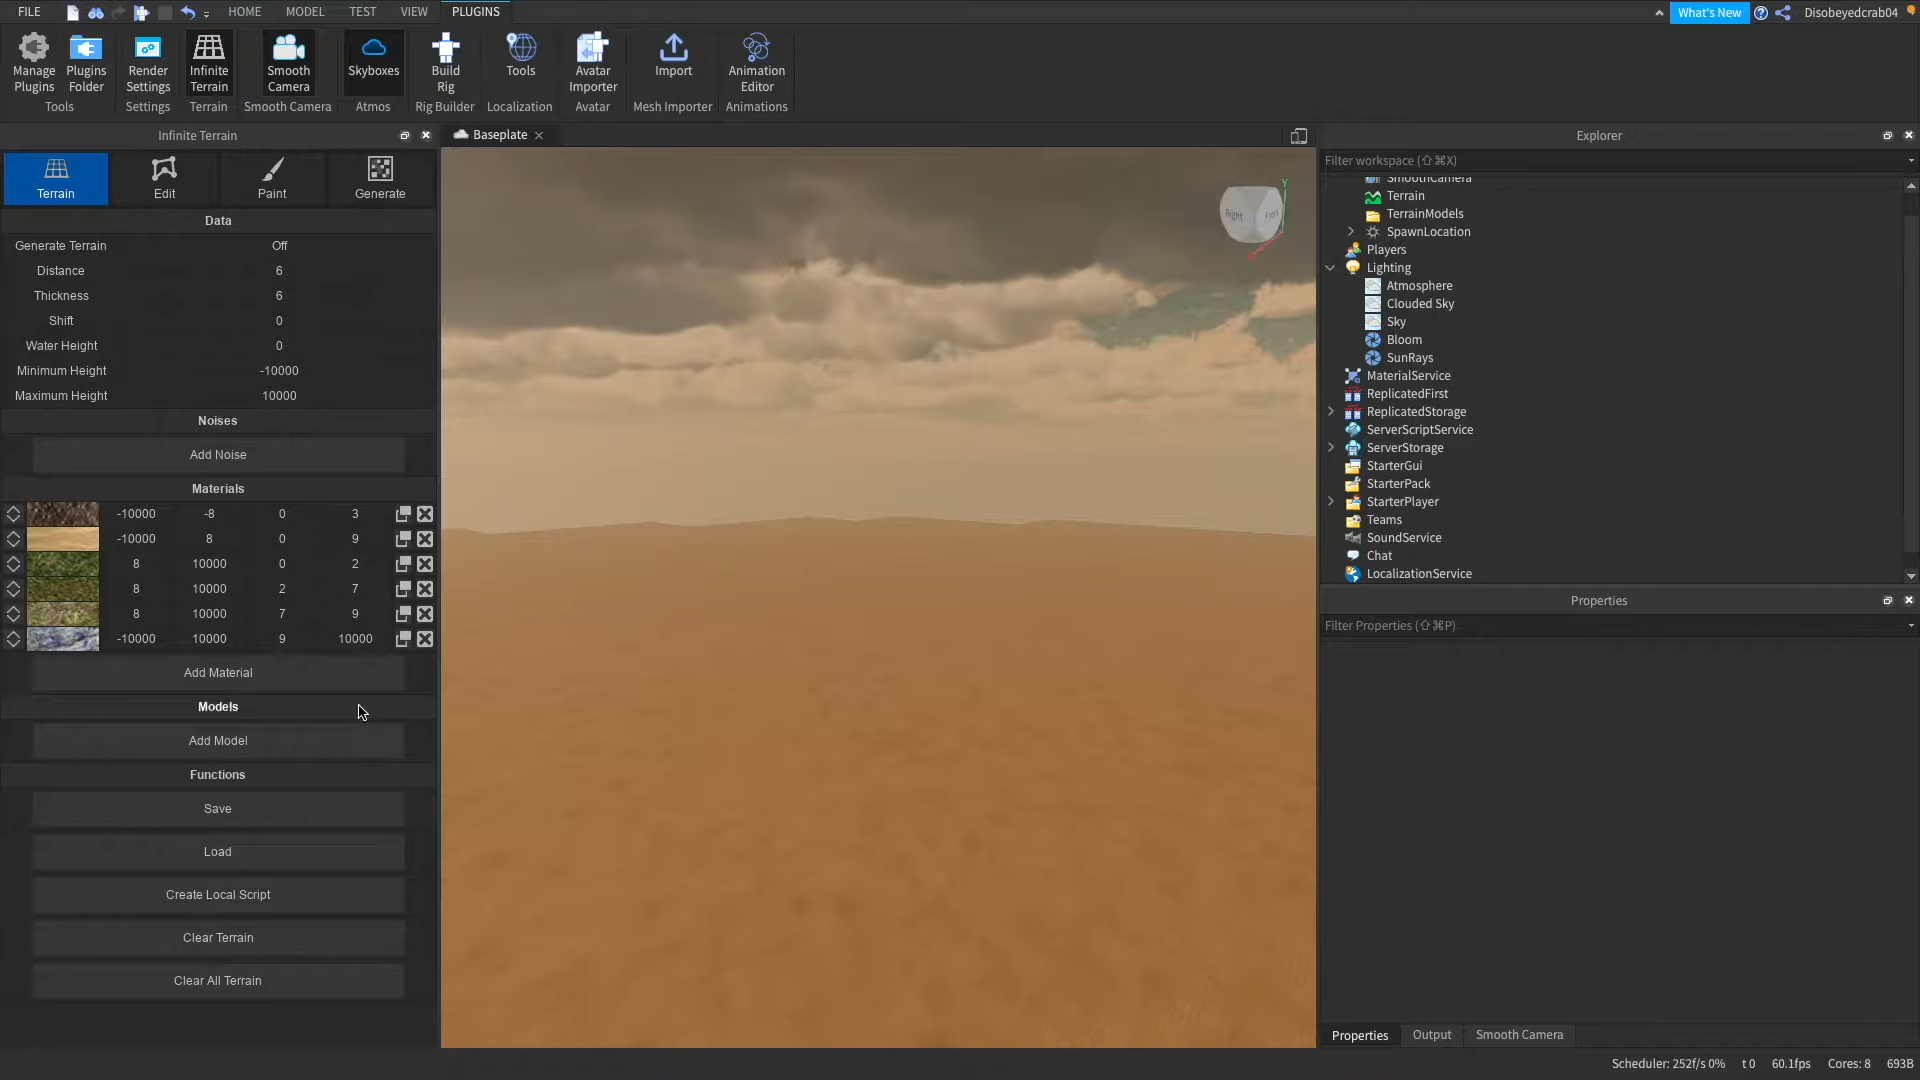 FILE HOME MODEL TEST VIEW PLUGINS What's New Disobeyedcrab04
Manage Plugins
Plugins Folder
Render Settings
Infinite Terrain
Smooth Camera
Skyboxes
Build Rig
Tools
Avatar Importer
Import
Animation Editor
Tools Settings Terrain Smooth Camera Atmos Rig Builder Localization Avatar Mesh Importer Animations
Infinite Terrain
Terrain Edit Paint Generate
Data
Generate Terrain Off
Distance 6
Thickness 6
Shift 0
Water Height 0
Minimum Height -10000
Maximum Height 10000
Noises
Add Noise
Materials
-10000 -8 0 3
-10000 8 0 9
8 10000 0 2
8 10000 2 7
8 10000 7 9
-10000 10000 9 10000
Add Material
Models
Add Model
Functions
Save
Load
Create Local Script
Clear Terrain
Clear All Terrain
Baseplate
Right Front Y
Explorer
Filter workspace (⇧⌘X)
SmoothCamera
Terrain
TerrainModels
SpawnLocation
Players
Lighting
Atmosphere
Clouded Sky
Sky
Bloom
SunRays
MaterialService
ReplicatedFirst
ReplicatedStorage
ServerScriptService
ServerStorage
StarterGui
StarterPack
StarterPlayer
Teams
SoundService
Chat
LocalizationService
Properties
Filter Properties (⇧⌘P)
Properties Output Smooth Camera
Scheduler: 252f/s 0% t 0 60.1fps Cores: 8 693B